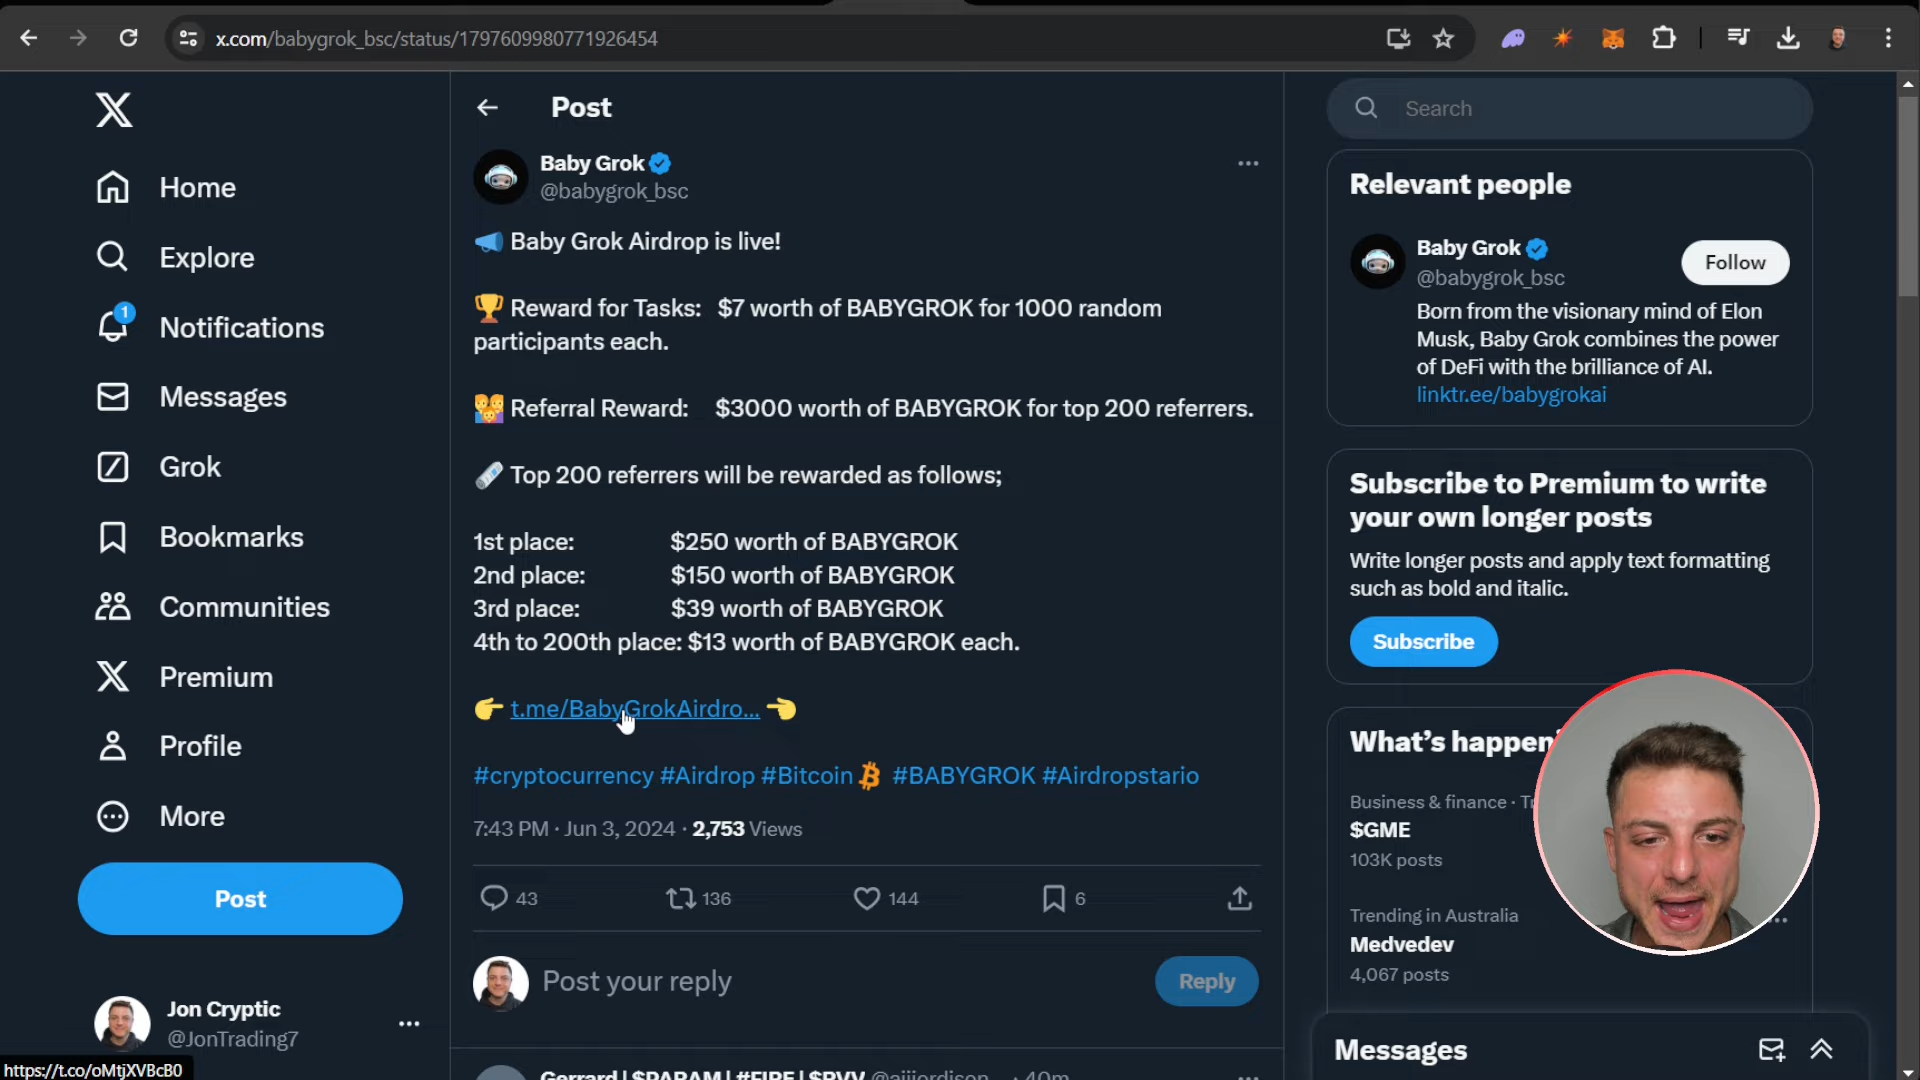 x.com/babygrok_bsc/status/1797609980771926454
Home
Explore
1
Notifications
Messages
Grok
Bookmarks
Communities
Premium
Profile
More
Post
Jon Cryptic
@JonTrading7
https://t.co/oMtjXVBcB0
Post
Baby Grok
@babygrok_bsc
Baby Grok Airdrop is live!
Reward for Tasks: $7 worth of BABYGROK for 1000 random
participants each.
Referral Reward: $3000 worth of BABYGROK for top 200 referrers.
Top 200 referrers will be rewarded as follows;
1st place: $250 worth of BABYGROK
2nd place: $150 worth of BABYGROK
3rd place: $39 worth of BABYGROK
4th to 200th place: $13 worth of BABYGROK each.
t.me/BabyGrokAirdro...
#cryptocurrency #Airdrop #Bitcoin #BABYGROK #Airdropstario
7:43 PM · Jun 3, 2024 · 2,753 Views
43 136 144 6
Post your reply
Reply
Gerrard | $PARAM | #FIRE | $RVV
· 40m
Search
Relevant people
Baby Grok
@babygrok_bsc
Follow
Born from the visionary mind of Elon
Musk, Baby Grok combines the power
of DeFi with the brilliance of AI.
linktr.ee/babygrokai
Subscribe to Premium to write
your own longer posts
Write longer posts and apply text formatting
such as bold and italic.
Subscribe
What's
Business & finance ·
$GME
103K posts
Trending in Australia
Medvedev
4,067 posts
Messages